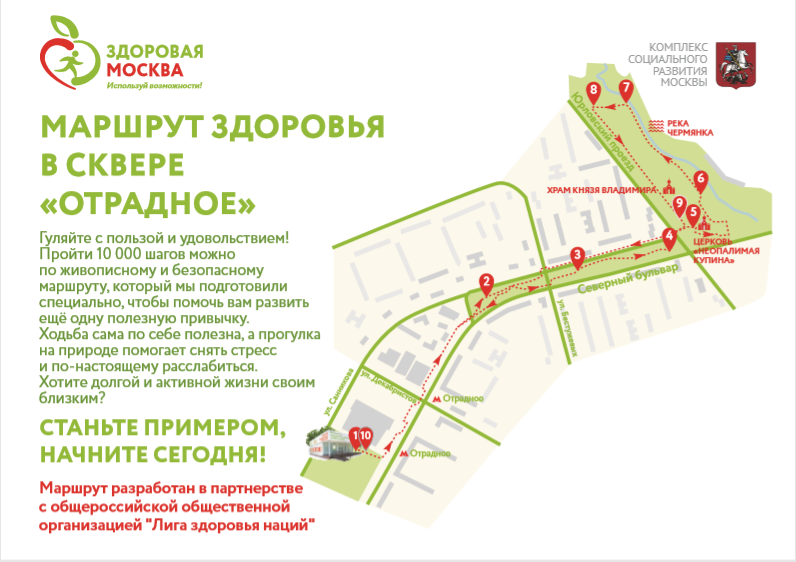 ЗДОРОВАЯ
МОСКВА
Используй возможности!
КОМПЛЕКС
СОЦИАЛЬНОГО
РАЗВИТИЯ
МОСКВЫ
МАРШРУТ ЗДОРОВЬЯ
В СКВЕРЕ
«ОТРАДНОЕ»
Гуляйте с пользой и удовольствием!
Пройти 10 000 шагов можно
по живописному и безопасному
маршруту, который мы подготовили
специально, чтобы помочь вам развить
ещё одну полезную привычку.
Ходьба сама по себе полезна, а прогулка
на природе помогает снять стресс
и по-настоящему расслабиться.
Хотите долгой и активной жизни своим
близким?
СТАНЬТЕ ПРИМЕРОМ,
НАЧНИТЕ СЕГОДНЯ!
Маршрут разработан в партнерстве
с общероссийской общественной
организацией "Лига здоровья наций"
8
7
Юрловский проезд
РЕКА
ЧЕРМЯНКА
6
ХРАМ КНЯЗЯ ВЛАДИМИРА
9
5
4
ЦЕРКОВЬ
«НЕОПАЛИМАЯ
КУПИНА»
3
2
Северный бульвар
ул. Бестужевых
ул. Санникова
ул. Декабристов
Отрадное
Отрадное
1
10